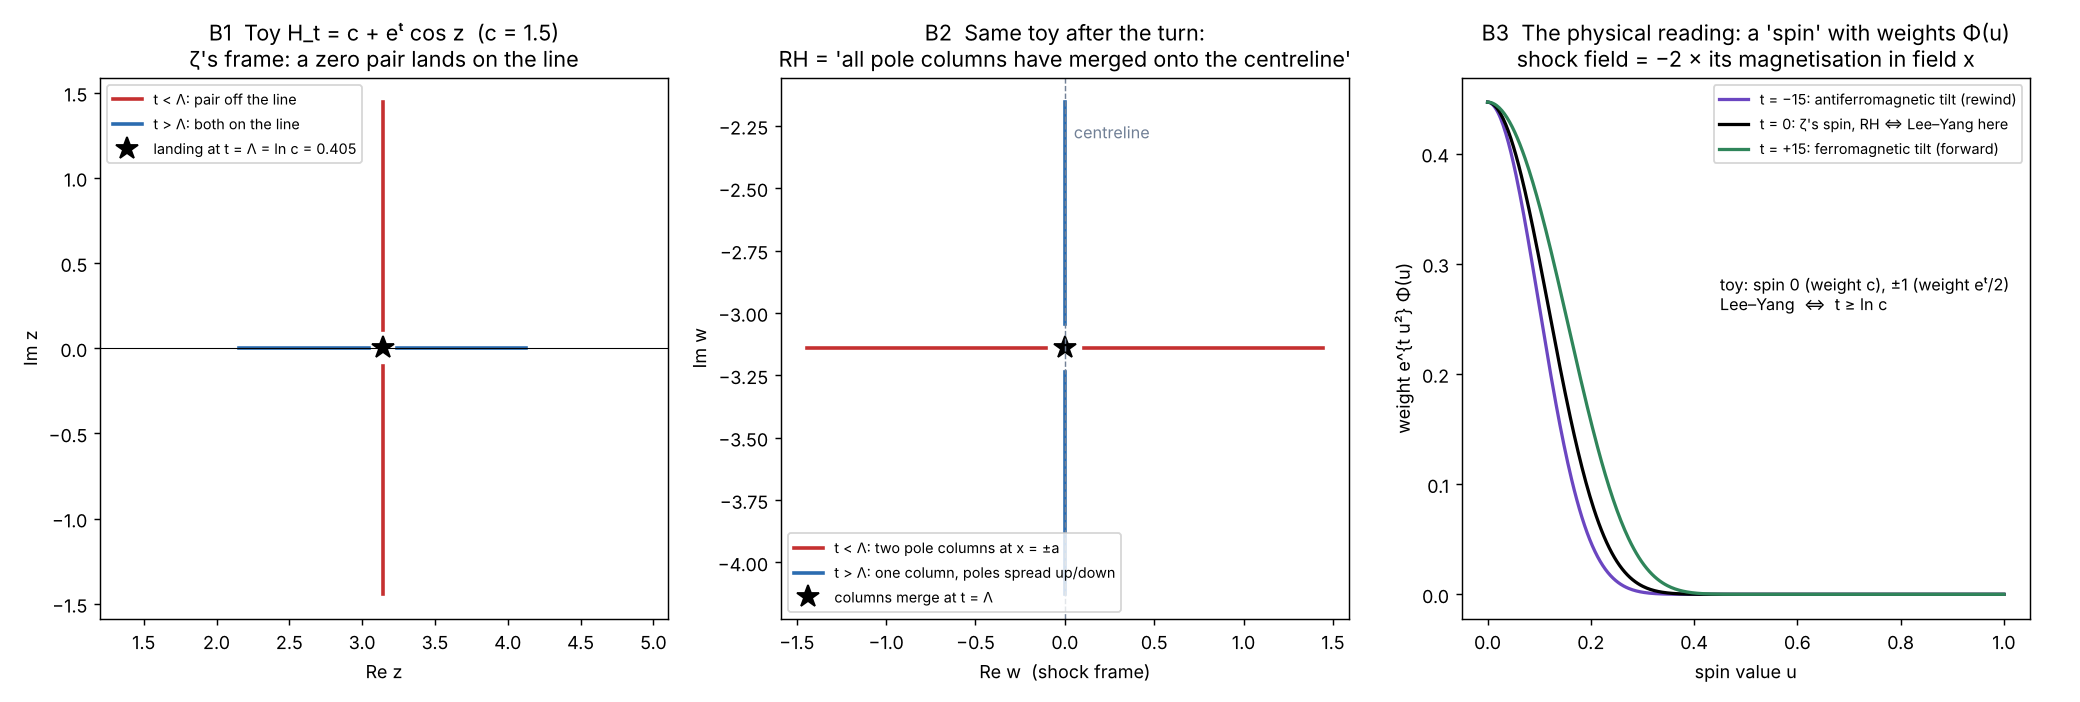 B1 Toy H_t = c + eᵗ cos z (c = 1.5)
ζ's frame: a zero pair lands on the line
t < Λ: pair off the line
t > Λ: both on the line
landing at t = Λ = ln c = 0.405
1.5
1.0
0.5
0.0
−0.5
−1.0
−1.5
Im z
1.5 2.0 2.5 3.0 3.5 4.0 4.5 5.0
Re z
B2 Same toy after the turn:
RH = 'all pole columns have merged onto the centreline'
centreline
−2.25
−2.50
−2.75
−3.00
−3.25
−3.50
−3.75
−4.00
Im w
t < Λ: two pole columns at x = ±a
t > Λ: one column, poles spread up/down
columns merge at t = Λ
−1.5 −1.0 −0.5 0.0 0.5 1.0 1.5
Re w (shock frame)
B3 The physical reading: a 'spin' with weights Φ(u)
shock field = −2 × its magnetisation in field x
t = −15: antiferromagnetic tilt (rewind)
t = 0: ζ's spin, RH ⇔ Lee–Yang here
t = +15: ferromagnetic tilt (forward)
toy: spin 0 (weight c), ±1 (weight eᵗ/2)
Lee–Yang ⇔ t ≥ ln c
0.4
0.3
0.2
0.1
0.0
weight e^{t u²} Φ(u)
0.0 0.2 0.4 0.6 0.8 1.0
spin value u